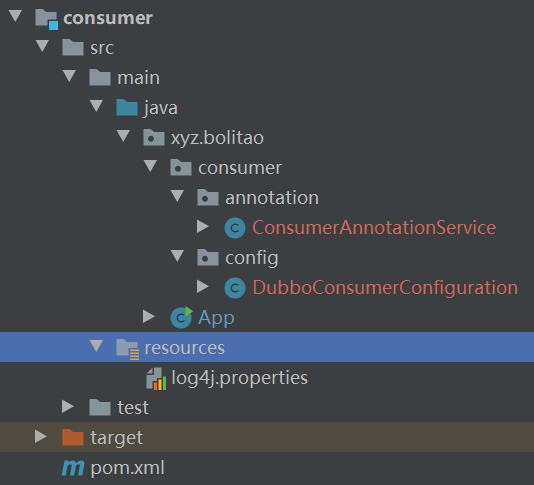 consumer
src
main
java
xyz.bolitao
consumer
annotation
ConsumerAnnotationService
config
DubboConsumerConfiguration
App
resources
log4j.properties
test
target
pom.xml